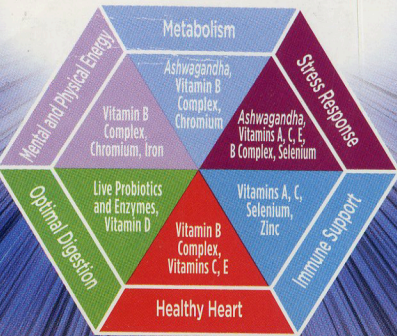 Metabolism
Ashwagandha,
Vitamin B
Complex,
Chromium
Mental and Physical Energy
Vitamin B
Complex,
Chromium, Iron
Stress Response
Ashwagandha,
Vitamins A, C, E,
B Complex, Selenium
Optimal Digestion
Live Probiotics
and Enzymes,
Vitamin D
Vitamin B
Complex,
Vitamins C, E
Healthy Heart
Vitamins A, C,
Selenium,
Zinc
Immune Support